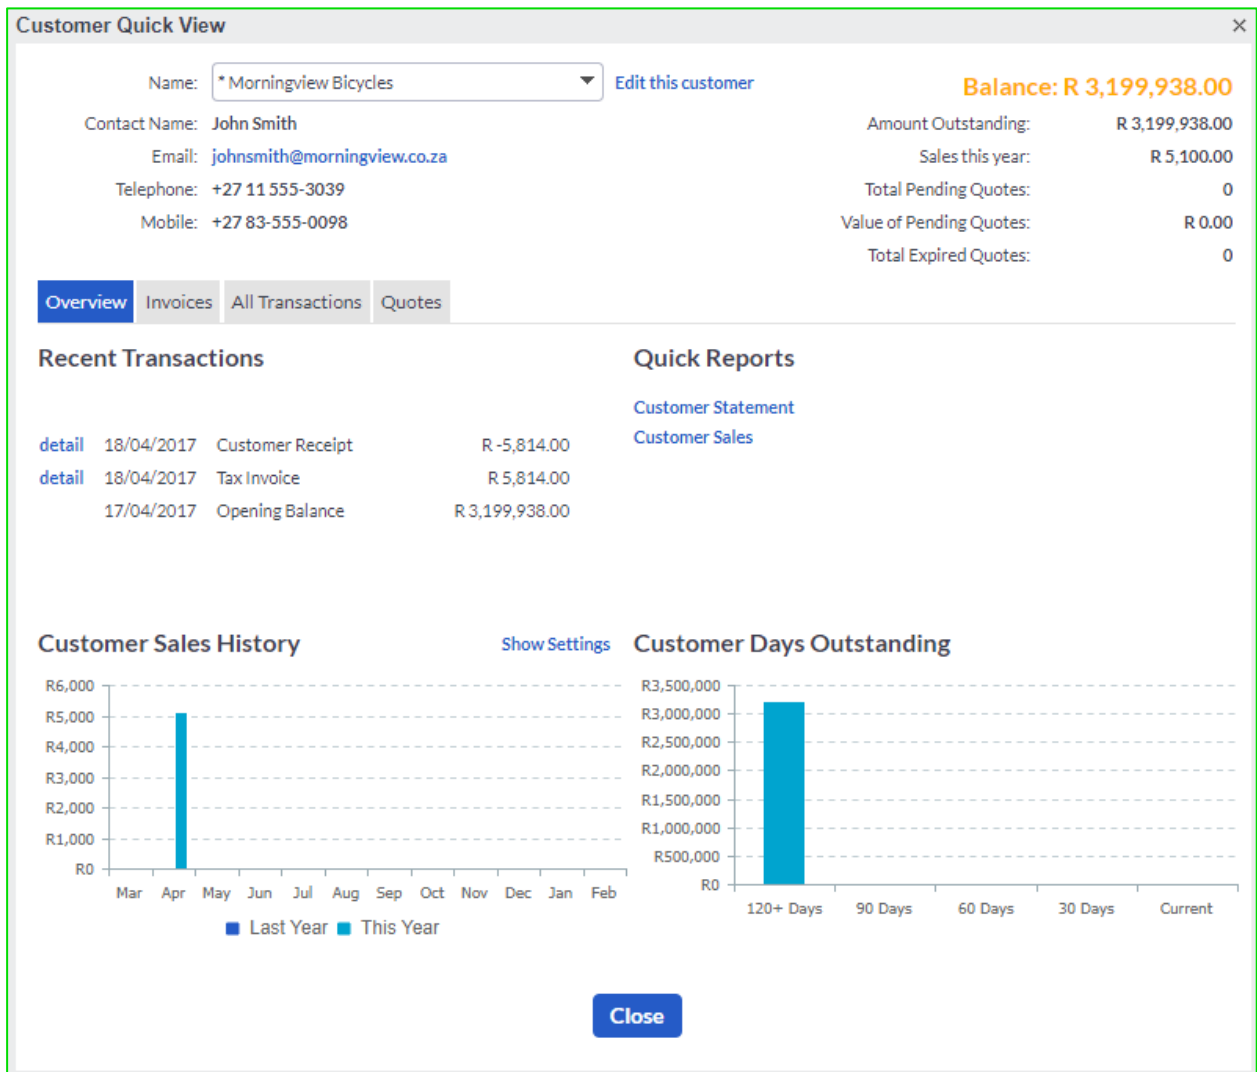 Customer Quick View ×
Name: * Morningview Bicycles Edit this customer
Contact Name: John Smith
Email: johnsmith@morningview.co.za
Telephone: +27 11 555-3039
Mobile: +27 83-555-0098
Balance: R 3,199,938.00
Amount Outstanding: R 3,199,938.00
Sales this year: R 5,100.00
Total Pending Quotes: 0
Value of Pending Quotes: R 0.00
Total Expired Quotes: 0
Overview Invoices All Transactions Quotes
Recent Transactions
detail 18/04/2017 Customer Receipt R -5,814.00
detail 18/04/2017 Tax Invoice R 5,814.00
17/04/2017 Opening Balance R 3,199,938.00
Quick Reports
Customer Statement
Customer Sales
Customer Sales History Show Settings
R6,000
R5,000
R4,000
R3,000
R2,000
R1,000
R0
Mar Apr May Jun Jul Aug Sep Oct Nov Dec Jan Feb
Last Year This Year
Customer Days Outstanding
R3,500,000
R3,000,000
R2,500,000
R2,000,000
R1,500,000
R1,000,000
R500,000
R0
120+ Days 90 Days 60 Days 30 Days Current
Close